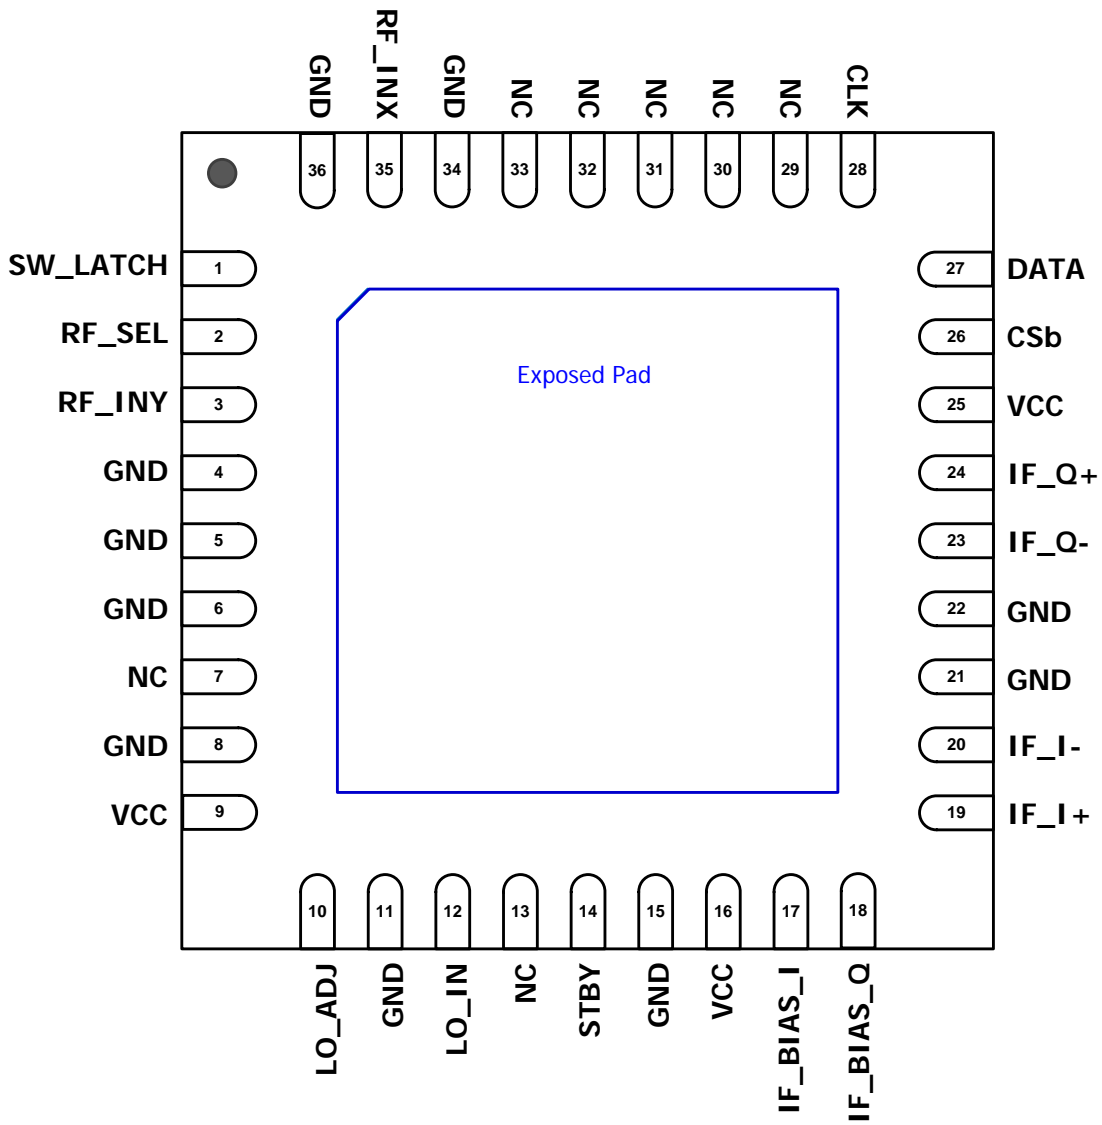 GND
RF_INX
GND
NC
NC
NC
NC
NC
CLK
36
35
34
33
32
31
30
29
28
SW_LATCH 1
RF_SEL 2
RF_INY 3
GND 4
GND 5
GND 6
NC 7
GND 8
VCC 9
Exposed Pad
27 DATA
26 CSb
25 VCC
24 IF_Q+
23 IF_Q-
22 GND
21 GND
20 IF_I-
19 IF_I+
10
11
12
13
14
15
16
17
18
LO_ADJ
GND
LO_IN
NC
STBY
GND
VCC
IF_BIAS_I
IF_BIAS_Q